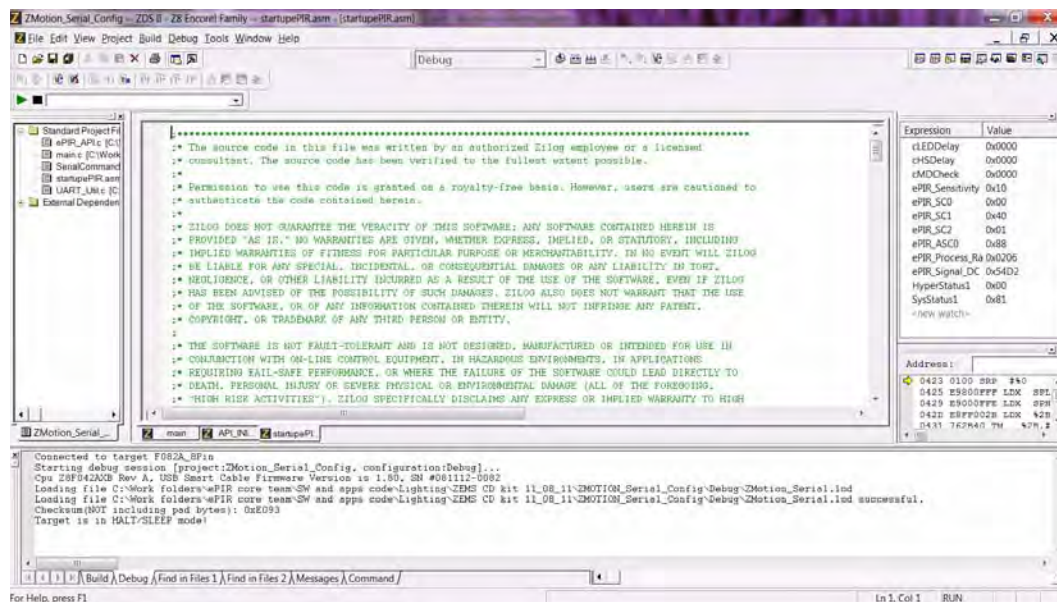 ZMotion_Serial_Config - ZDS II - Z8 Encore! Family - startupePIR.asm - [startupePIR.asm]
File Edit View Project Build Debug Tools Window Help
Debug
Standard Project Fil
ePIR_API.c [C:\
main.c [C:\Work
SerialCommand
startupePIR.asm
UART_Util.c [C:
External Dependen
ZMotion_Serial_...
;* The source code in this file was written by an authorized Zilog employee or a licensed
;* consultant. The source code has been verified to the fullest extent possible.
;*
;* Permission to use this code is granted on a royalty-free basis. However, users are cautioned to
;* authenticate the code contained herein.
;*
;* ZILOG DOES NOT GUARANTEE THE VERACITY OF THIS SOFTWARE; ANY SOFTWARE CONTAINED HEREIN IS
;* PROVIDED "AS IS." NO WARRANTIES ARE GIVEN, WHETHER EXPRESS, IMPLIED, OR STATUTORY, INCLUDING
;* IMPLIED WARRANTIES OF FITNESS FOR PARTICULAR PURPOSE OR MERCHANTABILITY. IN NO EVENT WILL ZILOG
;* BE LIABLE FOR ANY SPECIAL, INCIDENTAL, OR CONSEQUENTIAL DAMAGES OR ANY LIABILITY IN TORT,
;* NEGLIGENCE, OR OTHER LIABILITY INCURRED AS A RESULT OF THE USE OF THE SOFTWARE, EVEN IF ZILOG
;* HAS BEEN ADVISED OF THE POSSIBILITY OF SUCH DAMAGES. ZILOG ALSO DOES NOT WARRANT THAT THE USE
;* OF THE SOFTWARE, OR OF ANY INFORMATION CONTAINED THEREIN WILL NOT INFRINGE ANY PATENT,
;* COPYRIGHT, OR TRADEMARK OF ANY THIRD PERSON OR ENTITY.
;
;* THE SOFTWARE IS NOT FAULT-TOLERANT AND IS NOT DESIGNED, MANUFACTURED OR INTENDED FOR USE IN
;* CONJUNCTION WITH ON-LINE CONTROL EQUIPMENT, IN HAZARDOUS ENVIRONMENTS, IN APPLICATIONS
;* REQUIRING FAIL-SAFE PERFORMANCE, OR WHERE THE FAILURE OF THE SOFTWARE COULD LEAD DIRECTLY TO
;* DEATH, PERSONAL INJURY OR SEVERE PHYSICAL OR ENVIRONMENTAL DAMAGE (ALL OF THE FOREGOING,
;* "HIGH RISK ACTIVITIES"). ZILOG SPECIFICALLY DISCLAIMS ANY EXPRESS OR IMPLIED WARRANTY TO HIGH
main API_INI... startupePI...
Expression Value
cLEDDelay 0x0000
cHSDelay 0x0000
cMDCheck 0x0000
ePIR_Sensitivity 0x10
ePIR_SC0 0x00
ePIR_SC1 0x40
ePIR_SC2 0x01
ePIR_ASC0 0x88
ePIR_Process_Ra 0x0206
ePIR_Signal_DC 0x54D2
HyperStatus1 0x00
SysStatus1 0x81
<new watch>
Address:
0423 0100 SRP #%0
0425 E9800FFF LDX SPL
0429 E9000FFE LDX SPH
042D E8FF002B LDX %2B
0431 762B40 TM %2B,#
Connected to target F082A_8Pin
Starting debug session [project:ZMotion_Serial_Config, configuration:Debug]...
Cpu Z8F042AXB Rev A, USB Smart Cable Firmware Version is 1.80, SN #081112-0082
Loading file C:\Work folders\ePIR core team\SW and apps code\Lighting\ZEMS CD kit 11_08_11\ZMOTION_Serial_Config\Debug\ZMotion_Serial.lod
Loading file C:\Work folders\ePIR core team\SW and apps code\Lighting\ZEMS CD kit 11_08_11\ZMOTION_Serial_Config\Debug\ZMotion_Serial.lod successful.
Checksum(NOT including pad bytes): 0xE093
Target is in HALT/SLEEP mode!
Build Debug Find in Files 1 Find in Files 2 Messages Command
For Help, press F1
Ln 1, Col 1 RUN